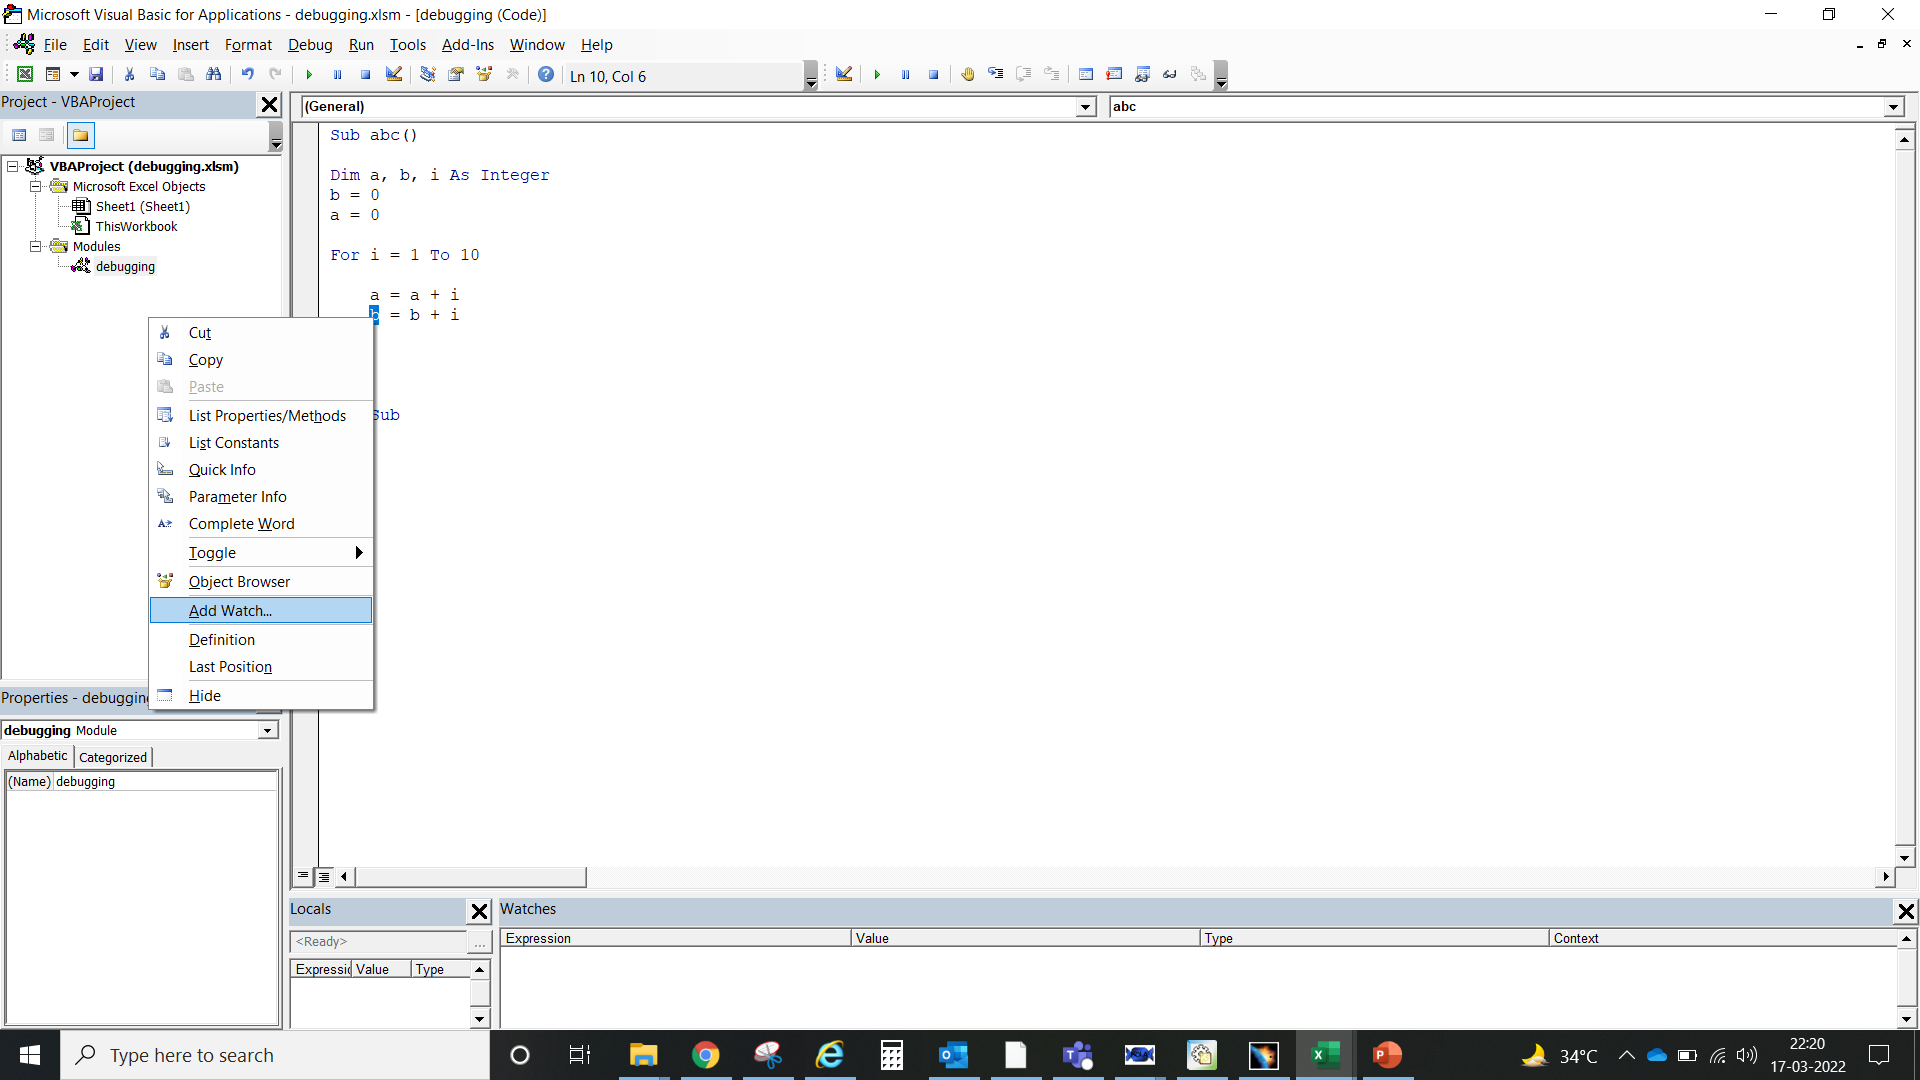 Microsoft Visual Basic for Applications - debugging.xlsm - [debugging (Code)]
File Edit View Insert Format Debug Run Tools Add-Ins Window Help
Ln 10, Col 6
Project - VBAProject
(General)
abc
VBAProject (debugging.xlsm)
Microsoft Excel Objects
Sheet1 (Sheet1)
ThisWorkbook
Modules
debugging
Sub abc()
Dim a, b, i As Integer
b = 0
a = 0
For i = 1 To 10
a = a + i
b = b + i
Sub
Cut
Copy
Paste
List Properties/Methods
List Constants
Quick Info
Parameter Info
Complete Word
Toggle
Object Browser
Add Watch...
Definition
Last Position
Hide
Properties - debugging
debugging Module
Alphabetic Categorized
(Name) debugging
Locals
<Ready>
...
Expressic Value Type
Watches
Expression Value Type Context
Type here to search
34°C
22:20
17-03-2022